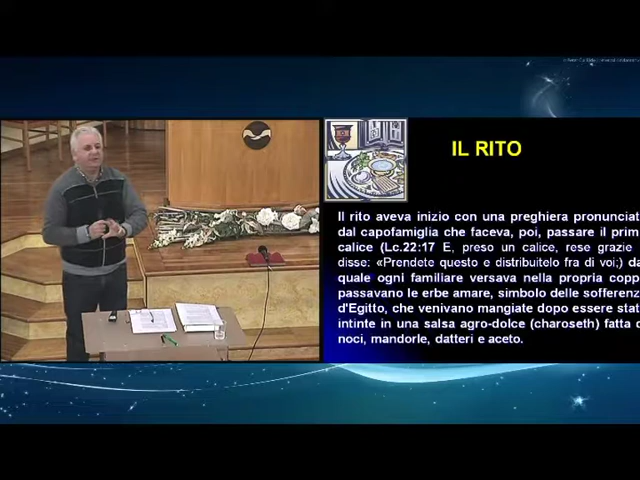 IL RITO
Il rito aveva inizio con una preghiera pronunciat
dal capofamiglia che faceva, poi, passare il prim
calice (Lc.22:17 E, preso un calice, rese grazie
disse: «Prendete questo e distribuitelo fra di voi;) da
quale ogni familiare versava nella propria copp
passavano le erbe amare, simbolo delle sofferenz
d'Egitto, che venivano mangiate dopo essere stat
intinte in una salsa agro-dolce (charoseth) fatta d
noci, mandorle, datteri e aceto.